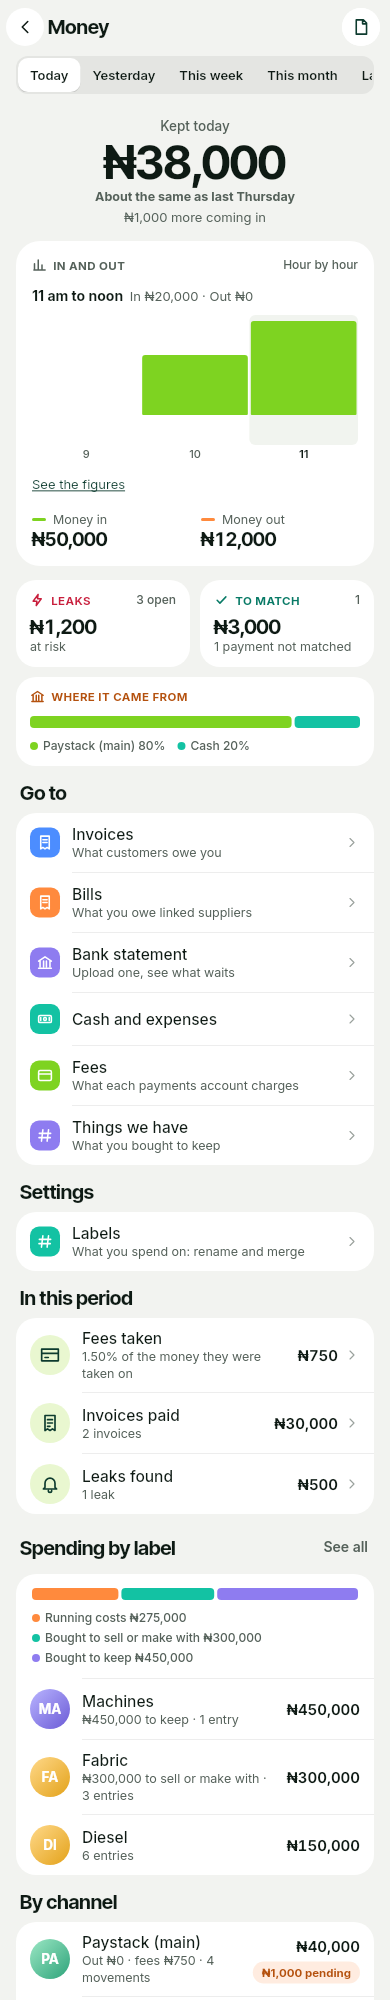 Money
Today Yesterday This week This month La
Kept today
₦38,000
About the same as last Thursday
₦1,000 more coming in
IN AND OUT Hour by hour
11 am to noon In ₦20,000 · Out ₦0
9 10 11
See the figures
Money in Money out
₦50,000 ₦12,000
LEAKS 3 open
₦1,200
at risk
TO MATCH 1
₦3,000
1 payment not matched
WHERE IT CAME FROM
Paystack (main) 80% Cash 20%
Go to
Invoices
What customers owe you
Bills
What you owe linked suppliers
Bank statement
Upload one, see what waits
Cash and expenses
Fees
What each payments account charges
Things we have
What you bought to keep
Settings
Labels
What you spend on: rename and merge
In this period
Fees taken
1.50% of the money they were
taken on
₦750
Invoices paid
2 invoices
₦30,000
Leaks found
1 leak
₦500
Spending by label See all
Running costs ₦275,000
Bought to sell or make with ₦300,000
Bought to keep ₦450,000
MA
Machines
₦450,000 to keep · 1 entry
₦450,000
FA
Fabric
₦300,000 to sell or make with ·
3 entries
₦300,000
DI
Diesel
6 entries
₦150,000
By channel
PA
Paystack (main)
Out ₦0 · fees ₦750 · 4
movements
₦40,000
₦1,000 pending